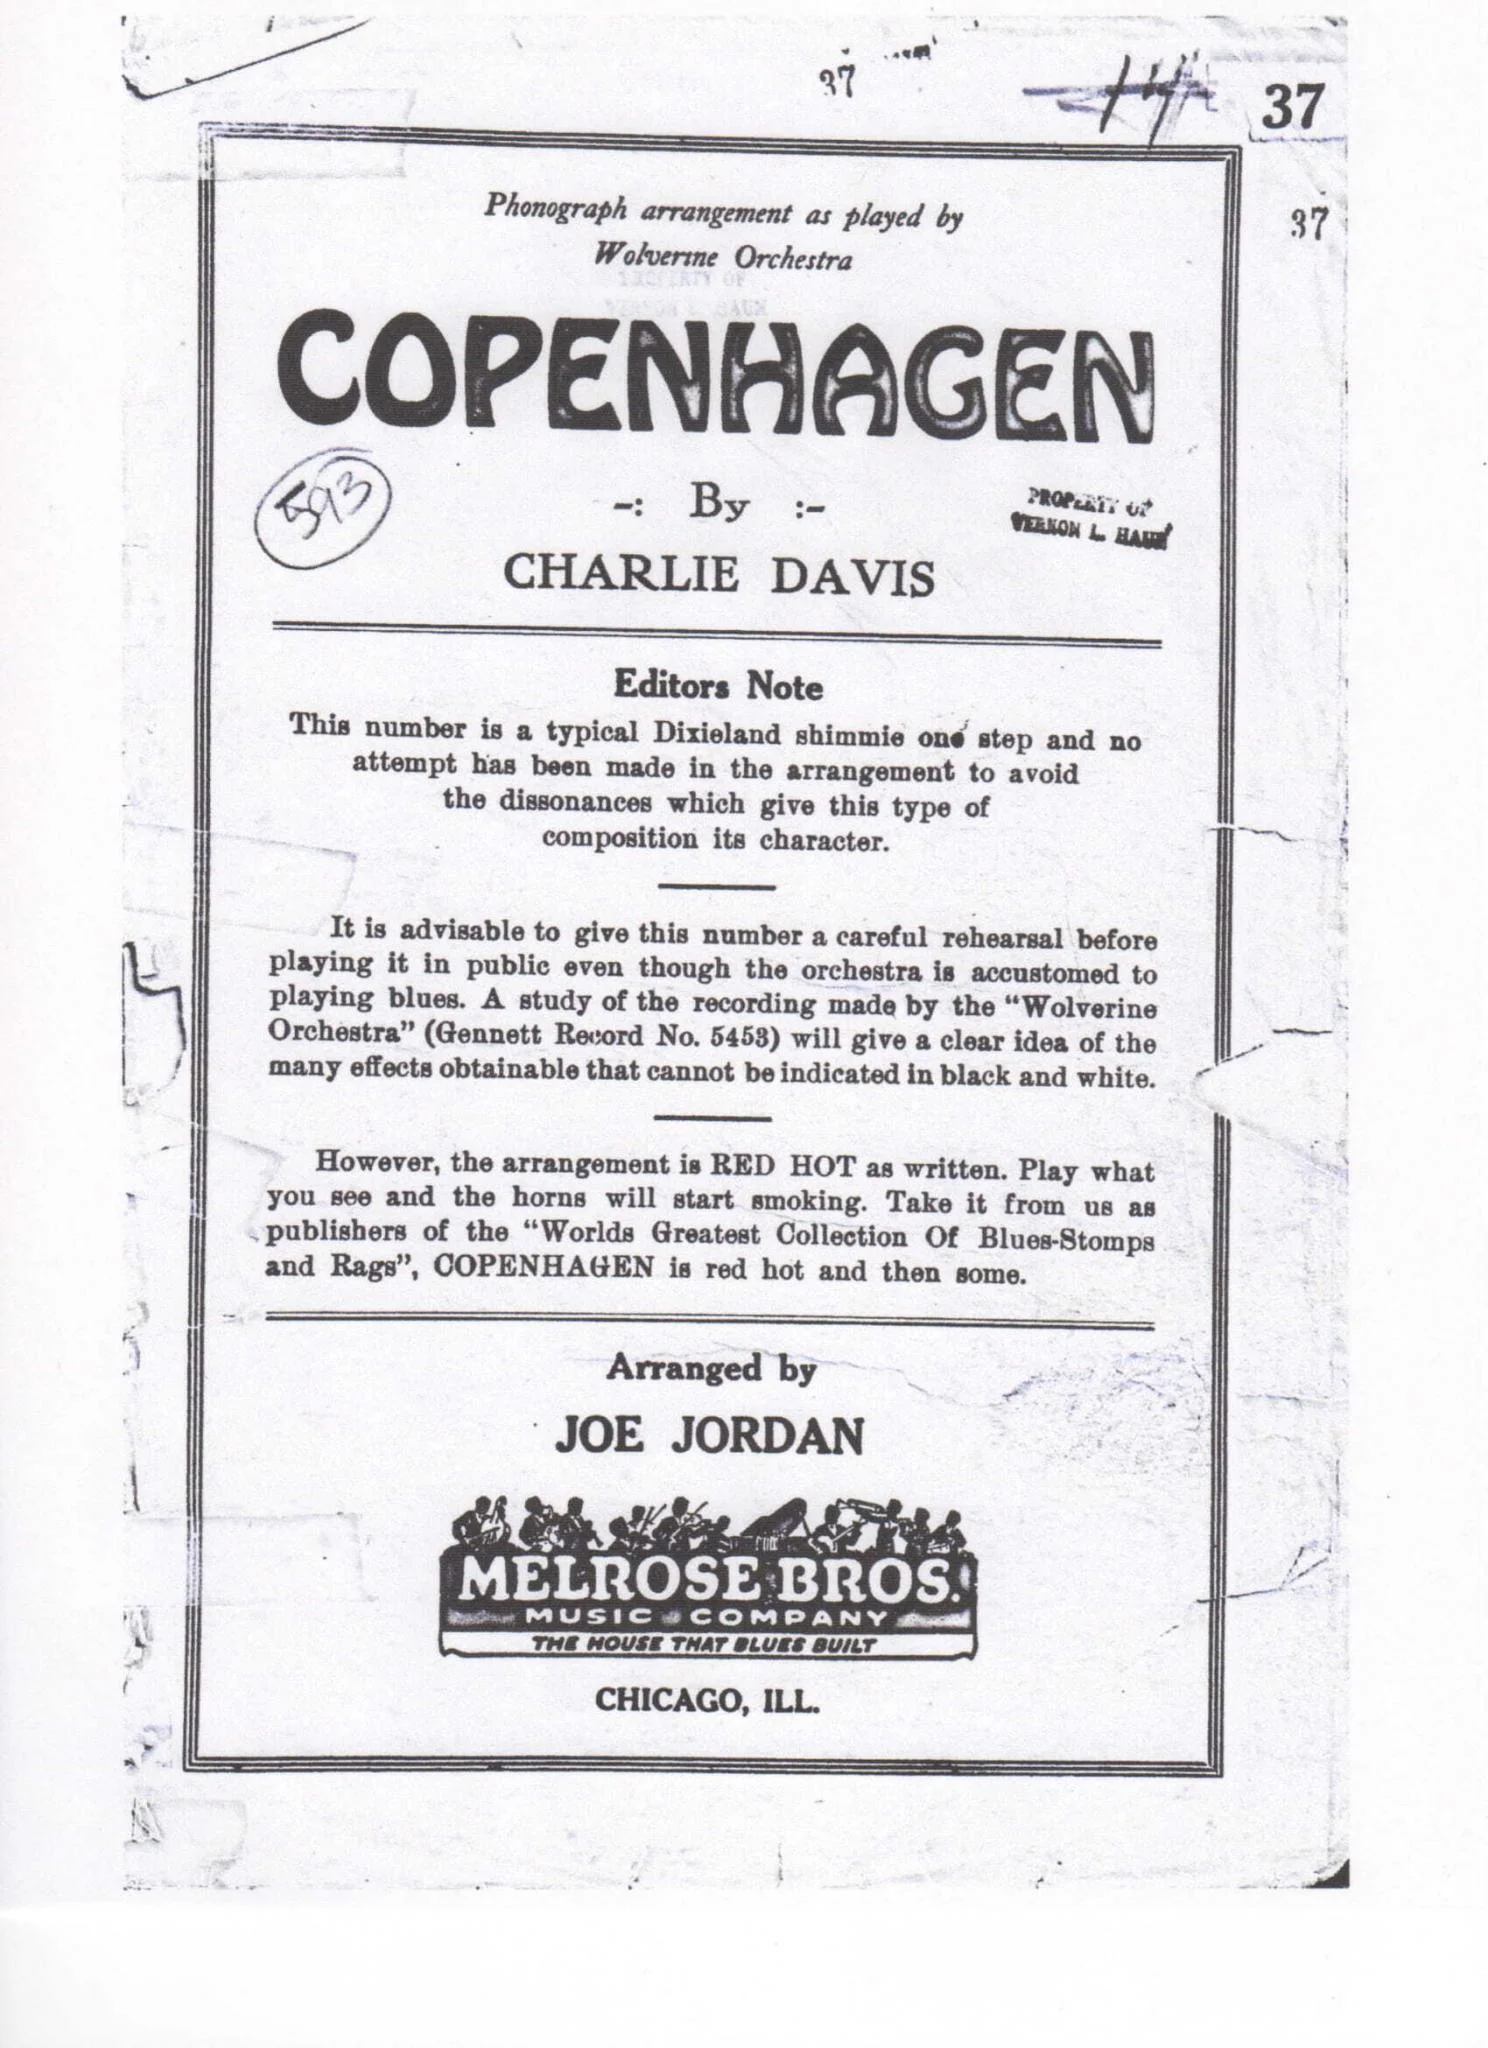 37
37
37
Phonograph arrangement as played by
Wolverine Orchestra
PROPERTY OF
COPENHAGEN
593
-: By :-
PROPERTY OF
VERNON L. HAUN
CHARLIE DAVIS
Editors Note
This number is a typical Dixieland shimmie one step and no
attempt has been made in the arrangement to avoid
the dissonances which give this type of
composition its character.
It is advisable to give this number a careful rehearsal before
playing it in public even though the orchestra is accustomed to
playing blues. A study of the recording made by the "Wolverine
Orchestra" (Gennett Record No. 5453) will give a clear idea of the
many effects obtainable that cannot be indicated in black and white.
However, the arrangement is RED HOT as written. Play what
you see and the horns will start smoking. Take it from us as
publishers of the "Worlds Greatest Collection Of Blues-Stomps
and Rags", COPENHAGEN is red hot and then some.
Arranged by
JOE JORDAN
MELROSE BROS.
MUSIC COMPANY
THE HOUSE THAT BLUES BUILT
CHICAGO, ILL.